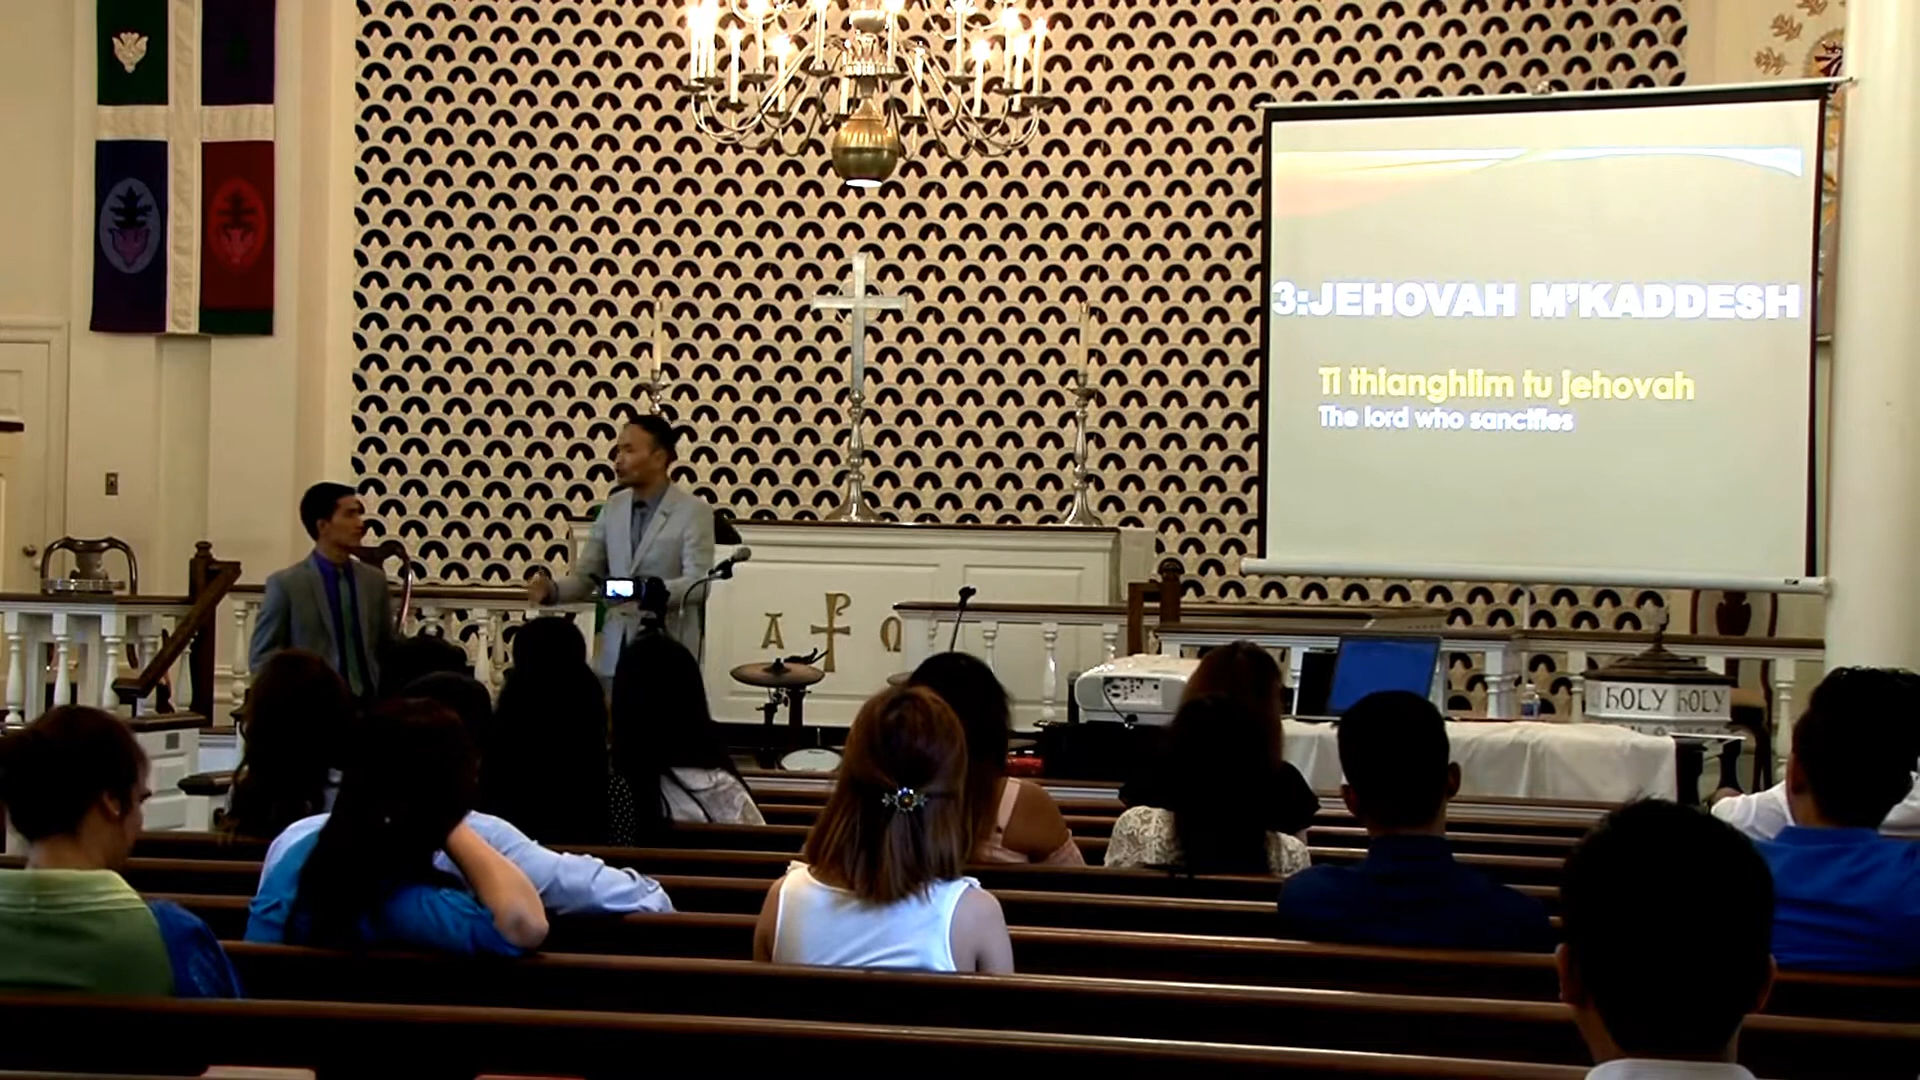 3:JEHOVAH M'KADDESH
Ti thianghlim tu Jehovah
The lord who sanctifies
Α Ω
HOLY HOLY